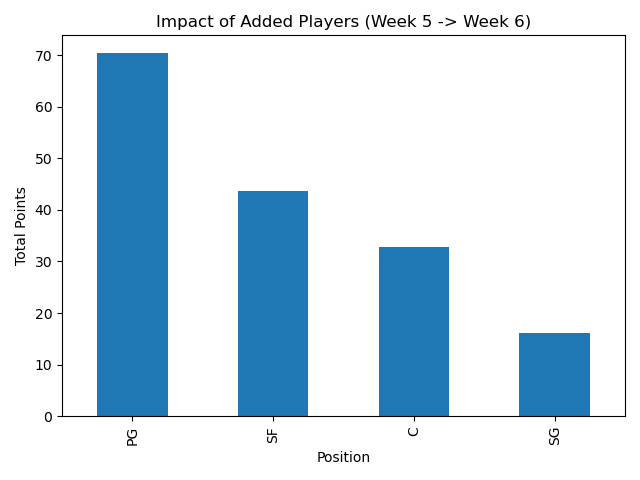 Impact of Added Players (Week 5 -> Week 6)
70
60
50
40
30
20
10
0
Total Points
PG
SF
C
SG
Position